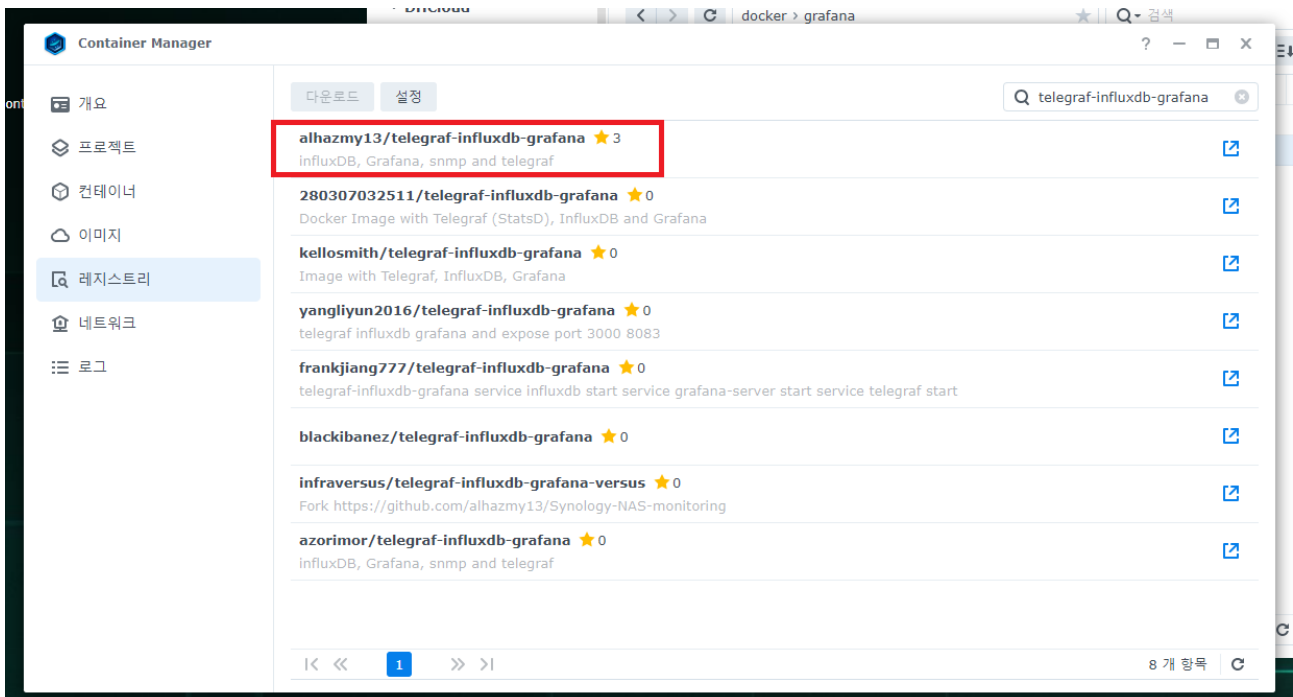 docker › grafana
검색
Container Manager
개요
프로젝트
컨테이너
이미지
레지스트리
네트워크
로그
다운로드 설정
telegraf-influxdb-grafana
alhazmy13/telegraf-influxdb-grafana 3
influxDB, Grafana, snmp and telegraf
280307032511/telegraf-influxdb-grafana 0
Docker Image with Telegraf (StatsD), InfluxDB and Grafana
kellosmith/telegraf-influxdb-grafana 0
Image with Telegraf, InfluxDB, Grafana
yangliyun2016/telegraf-influxdb-grafana 0
telegraf influxdb grafana and expose port 3000 8083
frankjiang777/telegraf-influxdb-grafana 0
telegraf-influxdb-grafana service influxdb start service grafana-server start service telegraf start
blackibanez/telegraf-influxdb-grafana 0
infraversus/telegraf-influxdb-grafana-versus 0
Fork https://github.com/alhazmy13/Synology-NAS-monitoring
azorimor/telegraf-influxdb-grafana 0
influxDB, Grafana, snmp and telegraf
1
8 개 항목